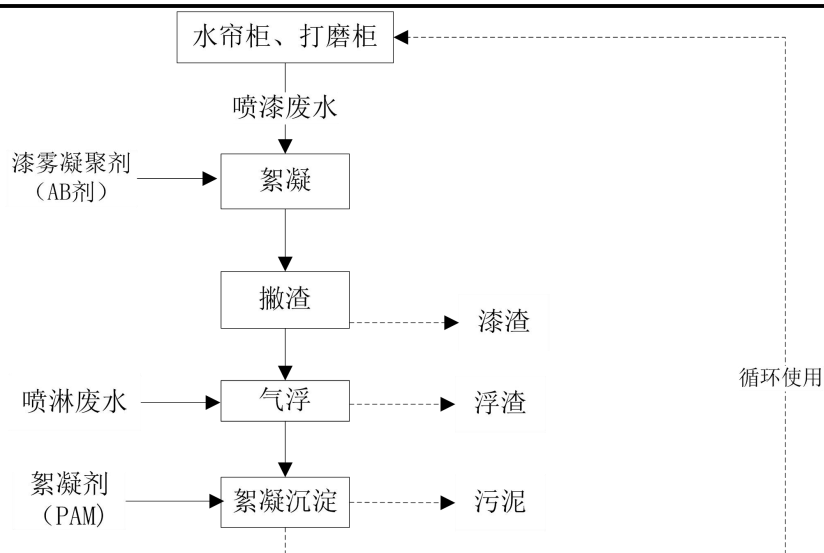 水帘柜、打磨柜
喷漆废水
漆雾凝聚剂
（AB剂）
絮凝
撇渣
漆渣
循环使用
喷淋废水
气浮
浮渣
絮凝剂
（PAM)
絮凝沉淀
污泥